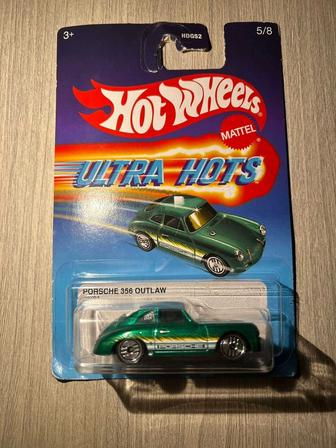 3+
HDG52
5/8
Hot Wheels
MATTEL
ULTRA HOTS
PORSCHE 356 OUTLAW
PORSCHE